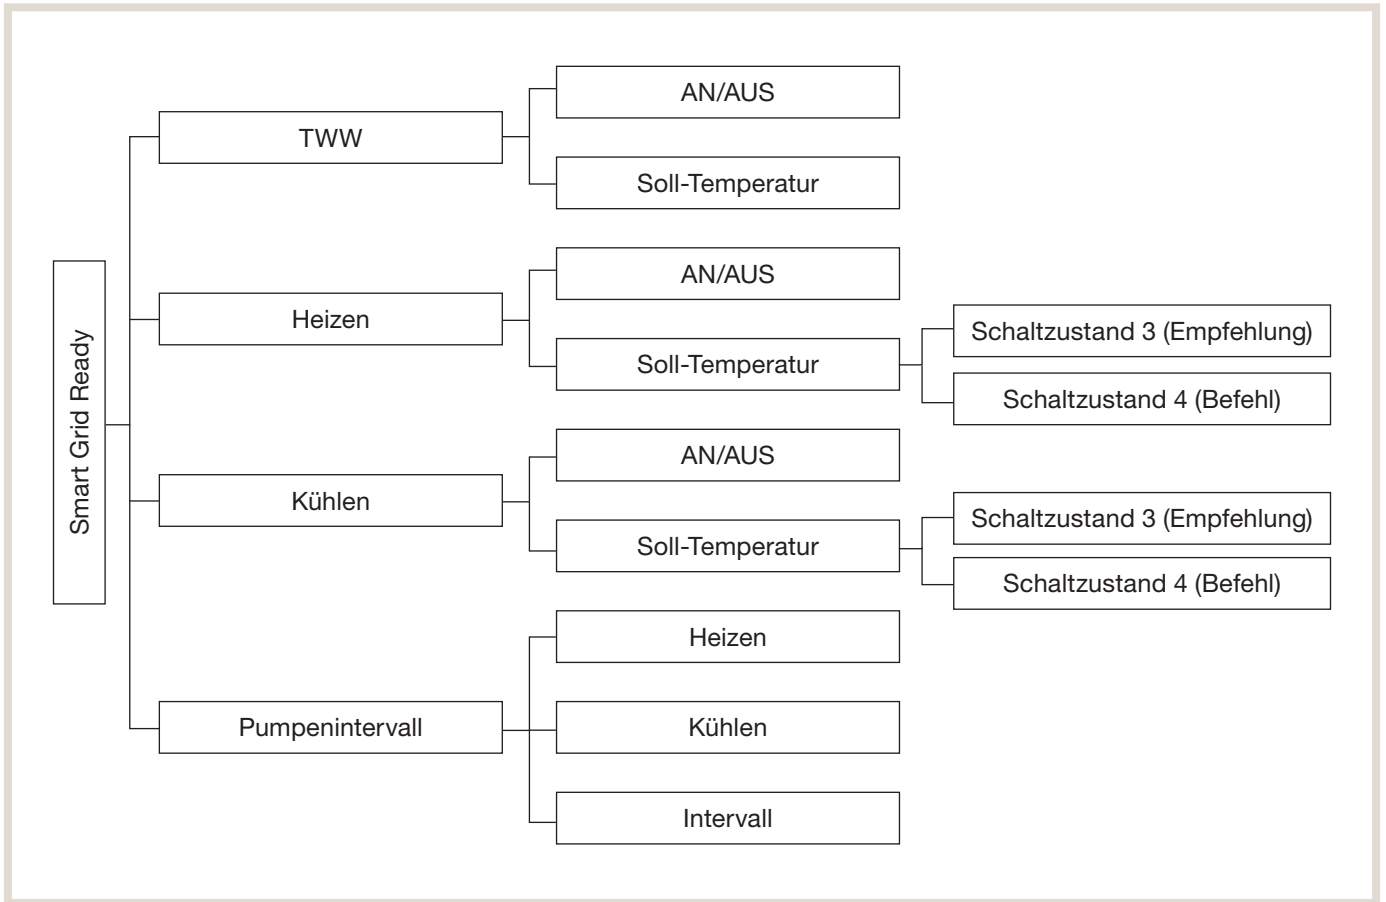 Smart Grid Ready
TWW
AN/AUS
Soll-Temperatur
Heizen
AN/AUS
Soll-Temperatur
Schaltzustand 3 (Empfehlung)
Schaltzustand 4 (Befehl)
Kühlen
AN/AUS
Soll-Temperatur
Schaltzustand 3 (Empfehlung)
Schaltzustand 4 (Befehl)
Pumpenintervall
Heizen
Kühlen
Intervall